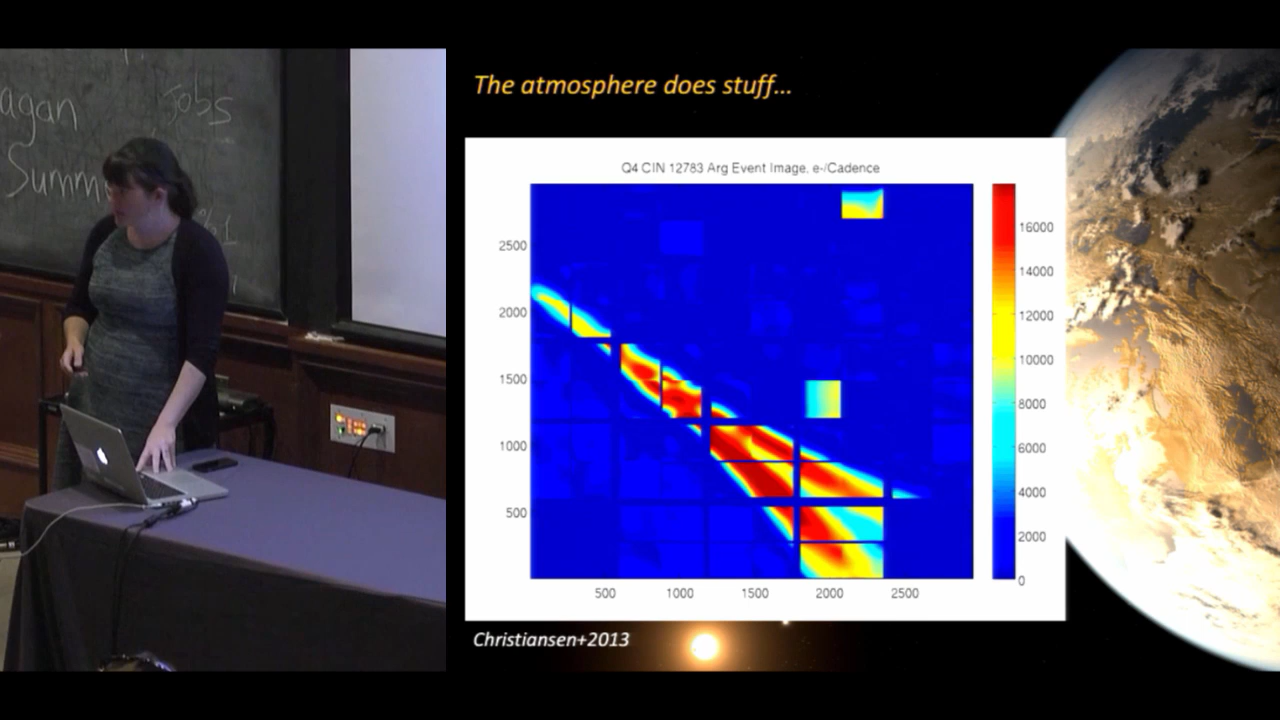 agan Jobs
Summ
The atmosphere does stuff...
Q4 CIN 12783 Arg Event Image, e-/Cadence
2500
2000
1500
1000
500
500 1000 1500 2000 2500
16000
14000
12000
10000
8000
6000
4000
2000
0
Christiansen+2013